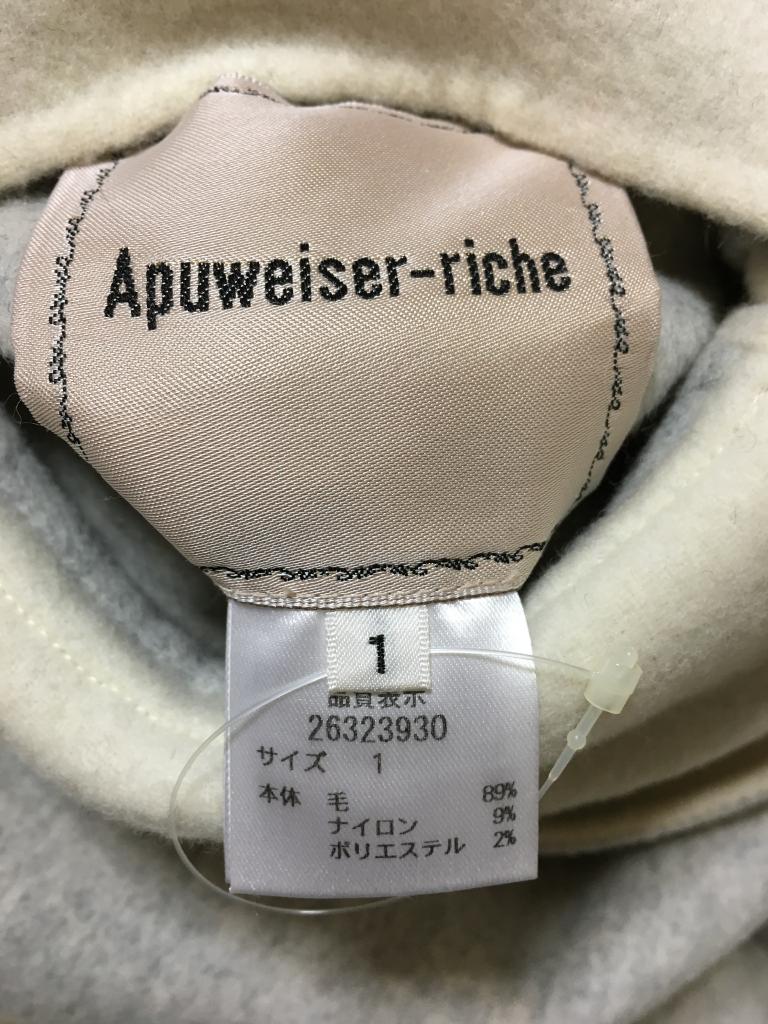 Apuweiser-riche
1
品質表示
26323930
サイズ 1
本体 毛 89%
ナイロン 9%
ポリエステル 2%